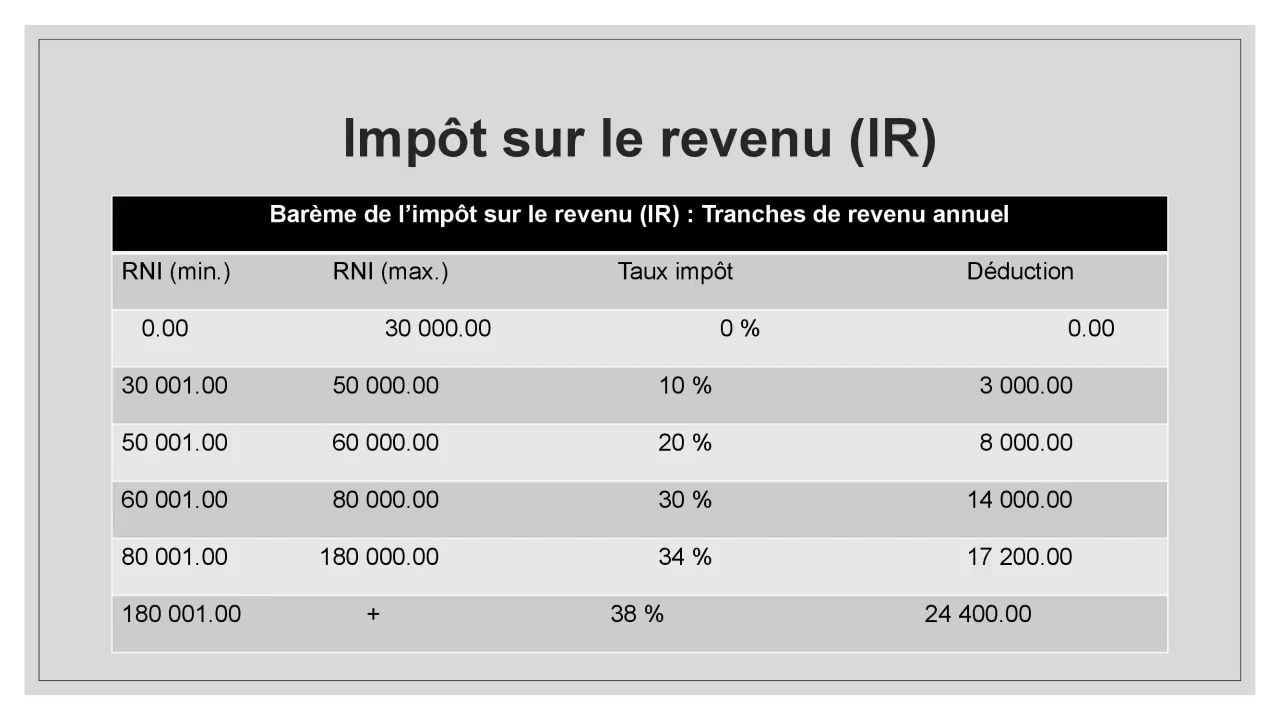 Impôt sur le revenu (IR)
Barème de l’impôt sur le revenu (IR) : Tranches de revenu annuel
RNI (min.) RNI (max.) Taux impôt Déduction
0.00 30 000.00 0 % 0.00
30 001.00 50 000.00 10 % 3 000.00
50 001.00 60 000.00 20 % 8 000.00
60 001.00 80 000.00 30 % 14 000.00
80 001.00 180 000.00 34 % 17 200.00
180 001.00 + 38 % 24 400.00